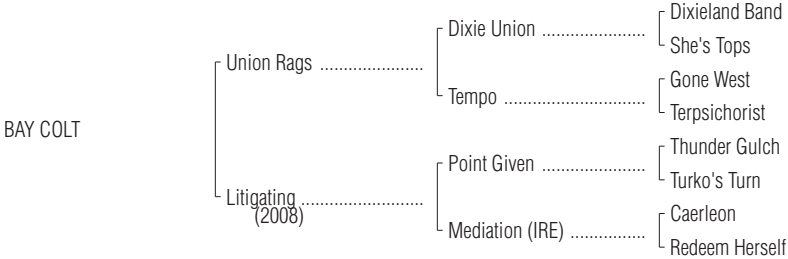 Dixieland Band
Dixie Union ......................
She's Tops
Union Rags ......................
Gone West
Tempo ..............................
Terpsichorist
BAY COLT
Thunder Gulch
Point Given ......................
Turko's Turn
Litigating ..........................
(2008)
Caerleon
Mediation (IRE) ................
Redeem Herself